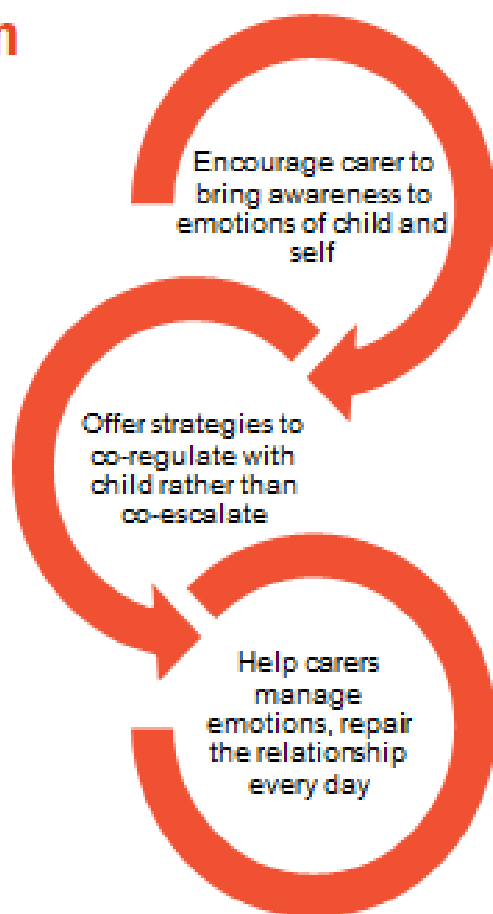 Encourage carer to
bring awareness to
emotions of child and
self
Offer strategies to
co-regulate with
child rather than
co-escalate
Help carers
manage
emotions, repair
the relationship
every day